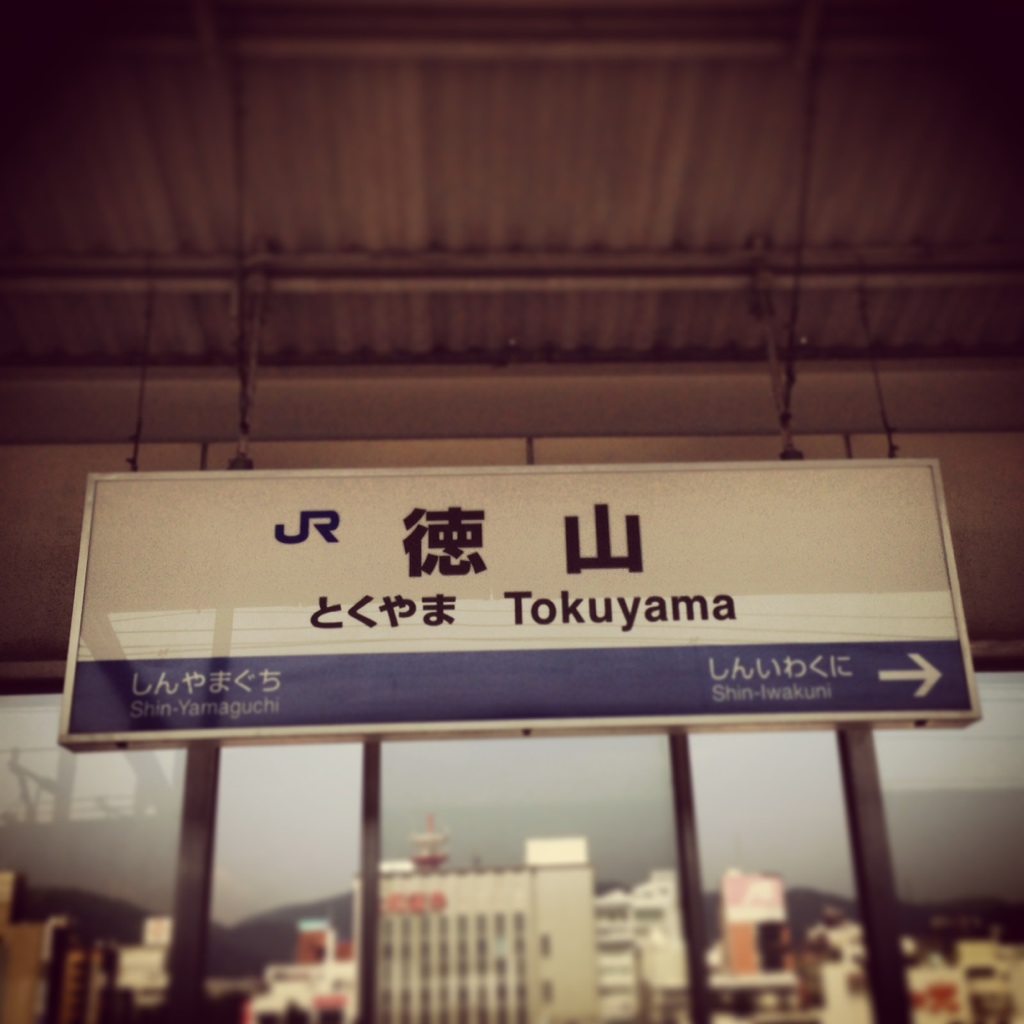 JR 徳山
とくやま Tokuyama
しんやまぐち しんいわくに →
Shin-Yamaguchi Shin-Iwakuni